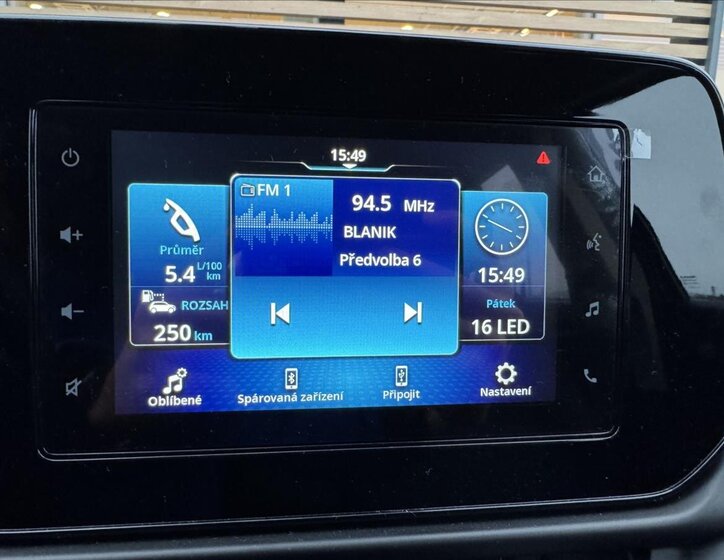 15:49
FM 1
94.5 MHz
BLANIK
Předvolba 6
Průměr
5.4 L/100 km
ROZSAH
250 km
15:49
Pátek
16 LED
Oblíbené
Spárovaná zařízení
Připojit
Nastavení